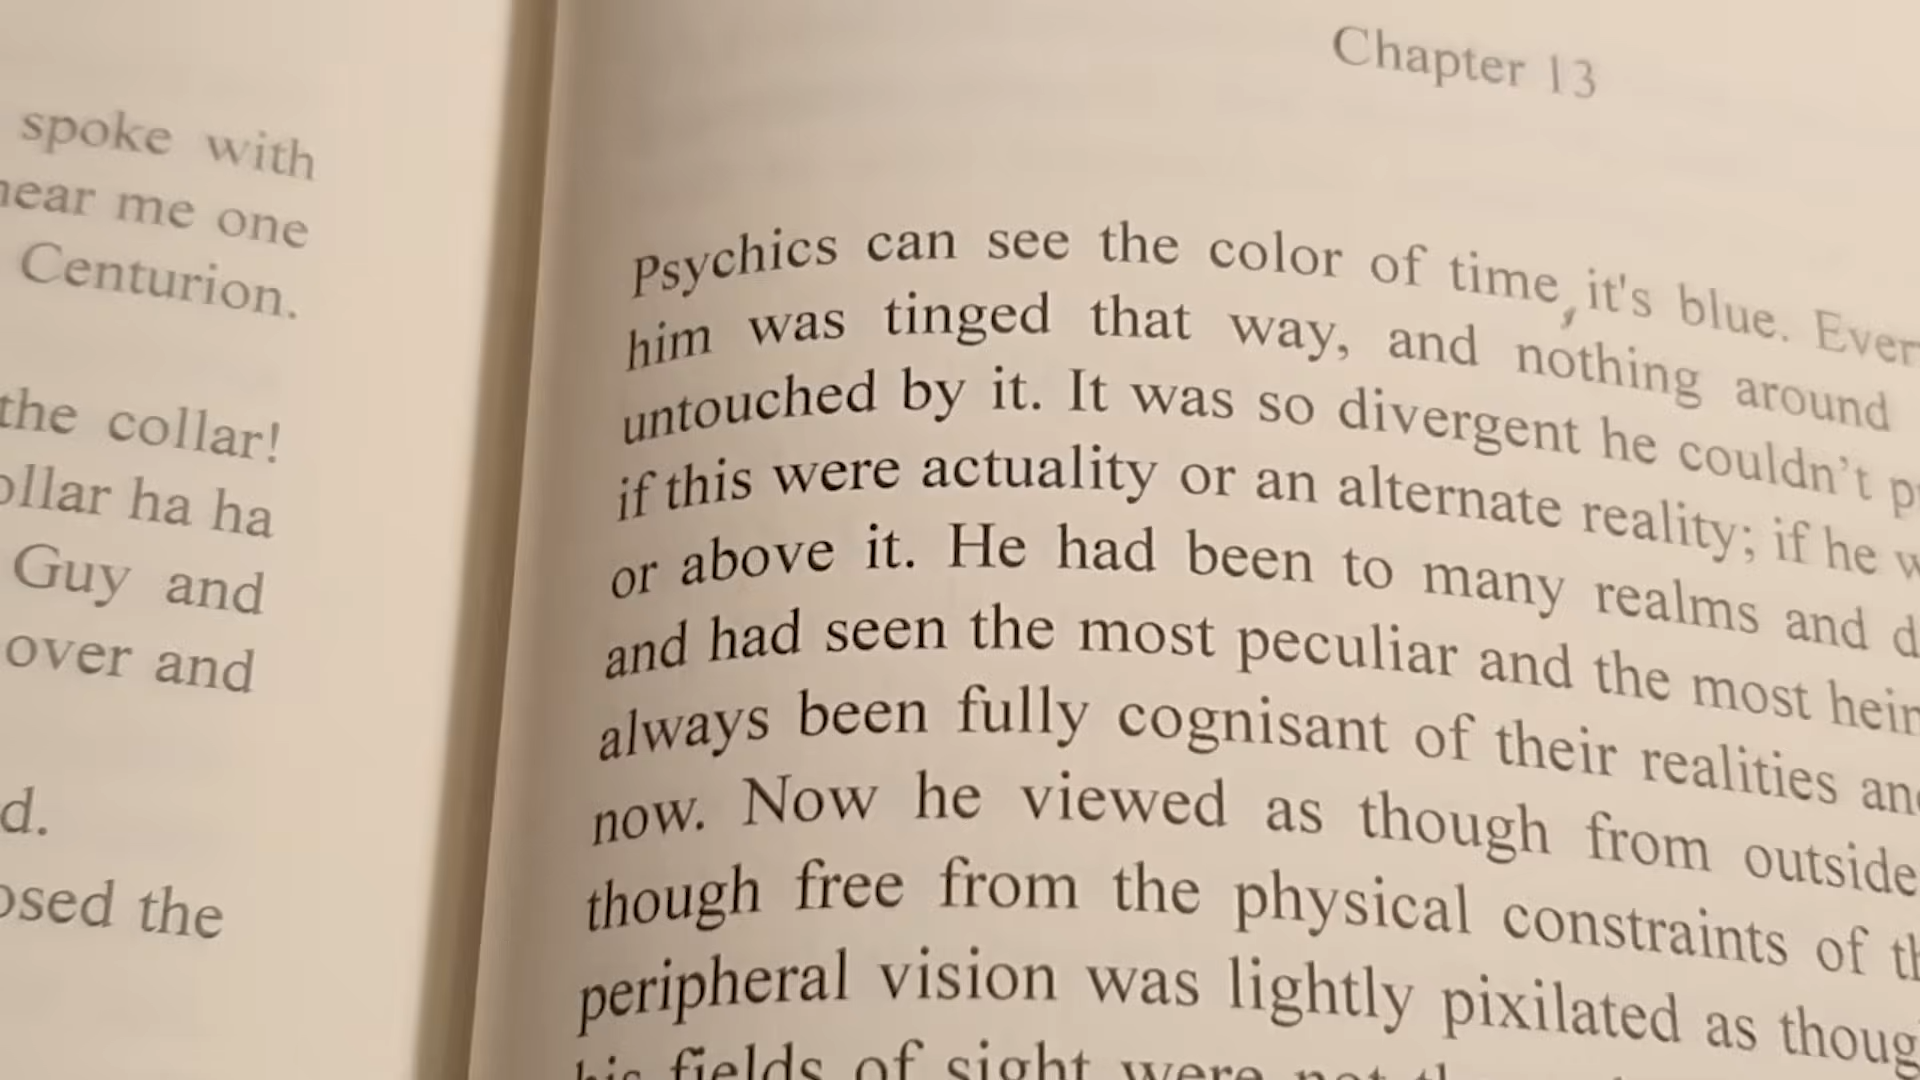 spoke with
me one
Centurion.
the collar!
ha ha
Guy and
over and
the
Chapter 13
Psychics can see the color of time, it's blue.
him was tinged that way, and nothing around
untouched by it. It was so divergent he couldn't
if this were actuality or an alternate reality; if he
or above it. He had been to many realms and
and had seen the most peculiar and the most
always been fully cognisant of their realities
now. Now he viewed as though from outside
though free from the physical constraints of
peripheral vision was lightly pixilated as
fields of sight were